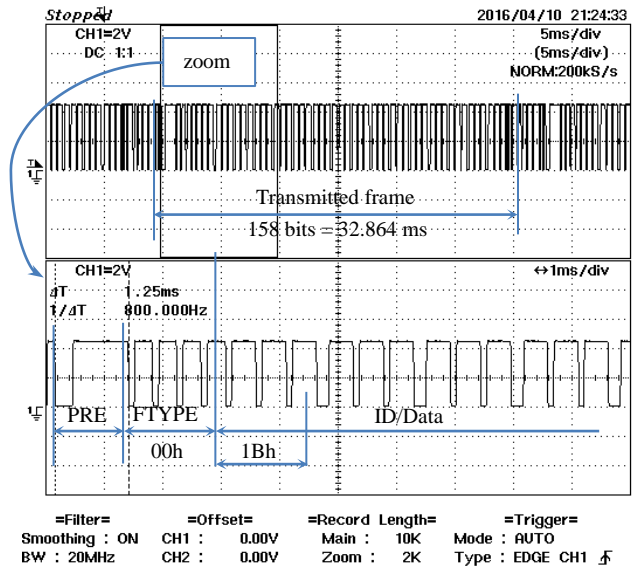 Stopped
2016/04/10 21:24:33
CH1=2V
DC 1:1
zoom
5ms/div
(5ms/div)
NORM:200kS/s
Transmitted frame
158 bits = 32.864 ms
CH1=2V
↔1ms/div
ΔT 1.25ms
1/ΔT 800.000Hz
PRE FTYPE ID/Data
00h 1Bh
=Filter= =Offset= =Record Length= =Trigger=
Smoothing : ON CH1 : 0.00V Main : 10K Mode : AUTO
BW : 20MHz CH2 : 0.00V Zoom : 2K Type : EDGE CH1